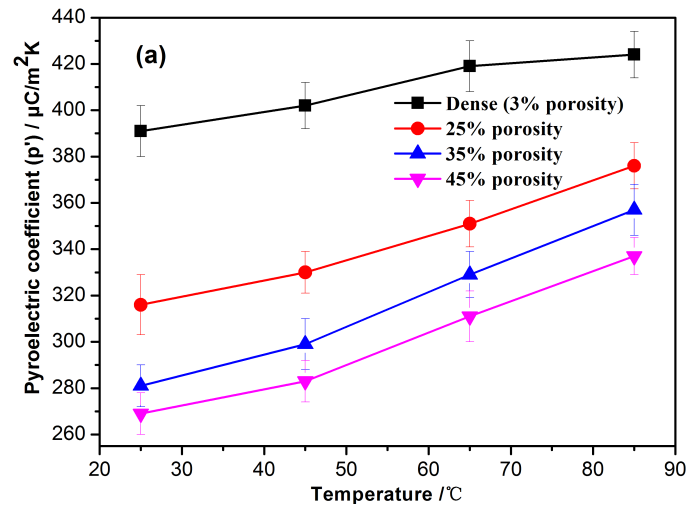 (a)
Pyroelectric coefficient (p') / µC/m²K
440
420
400
380
360
340
320
300
280
260
Dense (3% porosity)
25% porosity
35% porosity
45% porosity
20 30 40 50 60 70 80 90
Temperature /℃